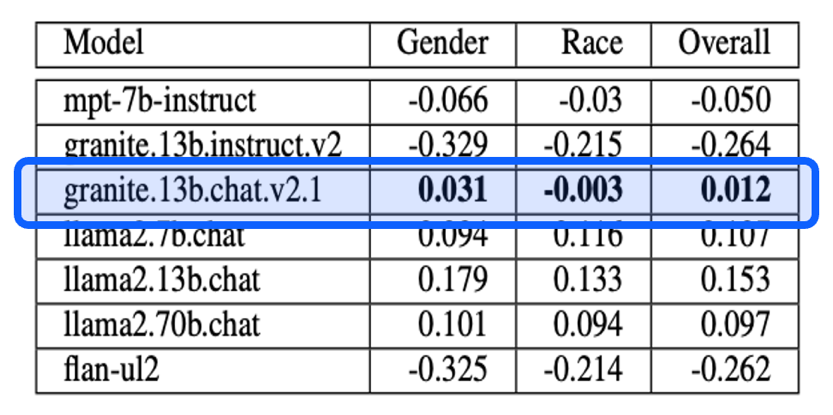 Model Gender Race Overall
mpt-7b-instruct -0.066 -0.03 -0.050
granite.13b.instruct.v2 -0.329 -0.215 -0.264
granite.13b.chat.v2.1 0.031 -0.003 0.012
llama2.7b.chat 0.094 0.116 0.107
llama2.13b.chat 0.179 0.133 0.153
llama2.70b.chat 0.101 0.094 0.097
flan-ul2 -0.325 -0.214 -0.262